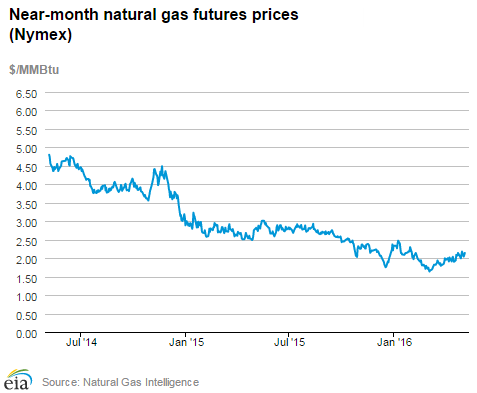 Near-month natural gas futures prices
(Nymex)
$/MMBtu
6.50
6.00
5.50
5.00
4.50
4.00
3.50
3.00
2.50
2.00
1.50
1.00
0.50
0.00
Jul '14
Jan '15
Jul '15
Jan '16
eia
Source: Natural Gas Intelligence